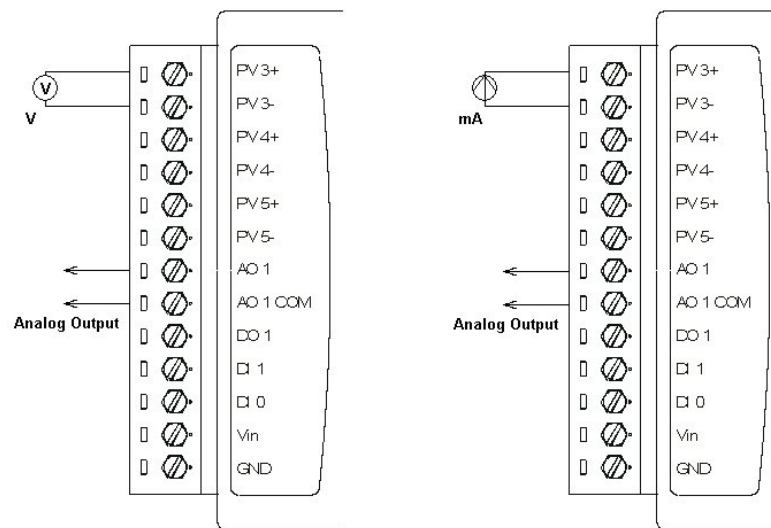 PV3+
V
PV3-
V
PV4+
PV4-
PV5+
PV5-
AO 1
AO 1 COM
Analog Output
DO 1
DI 1
DI 0
Vin
GND
PV3+
PV3-
mA
PV4+
PV4-
PV5+
PV5-
AO 1
AO 1 COM
Analog Output
DO 1
DI 1
DI 0
Vin
GND